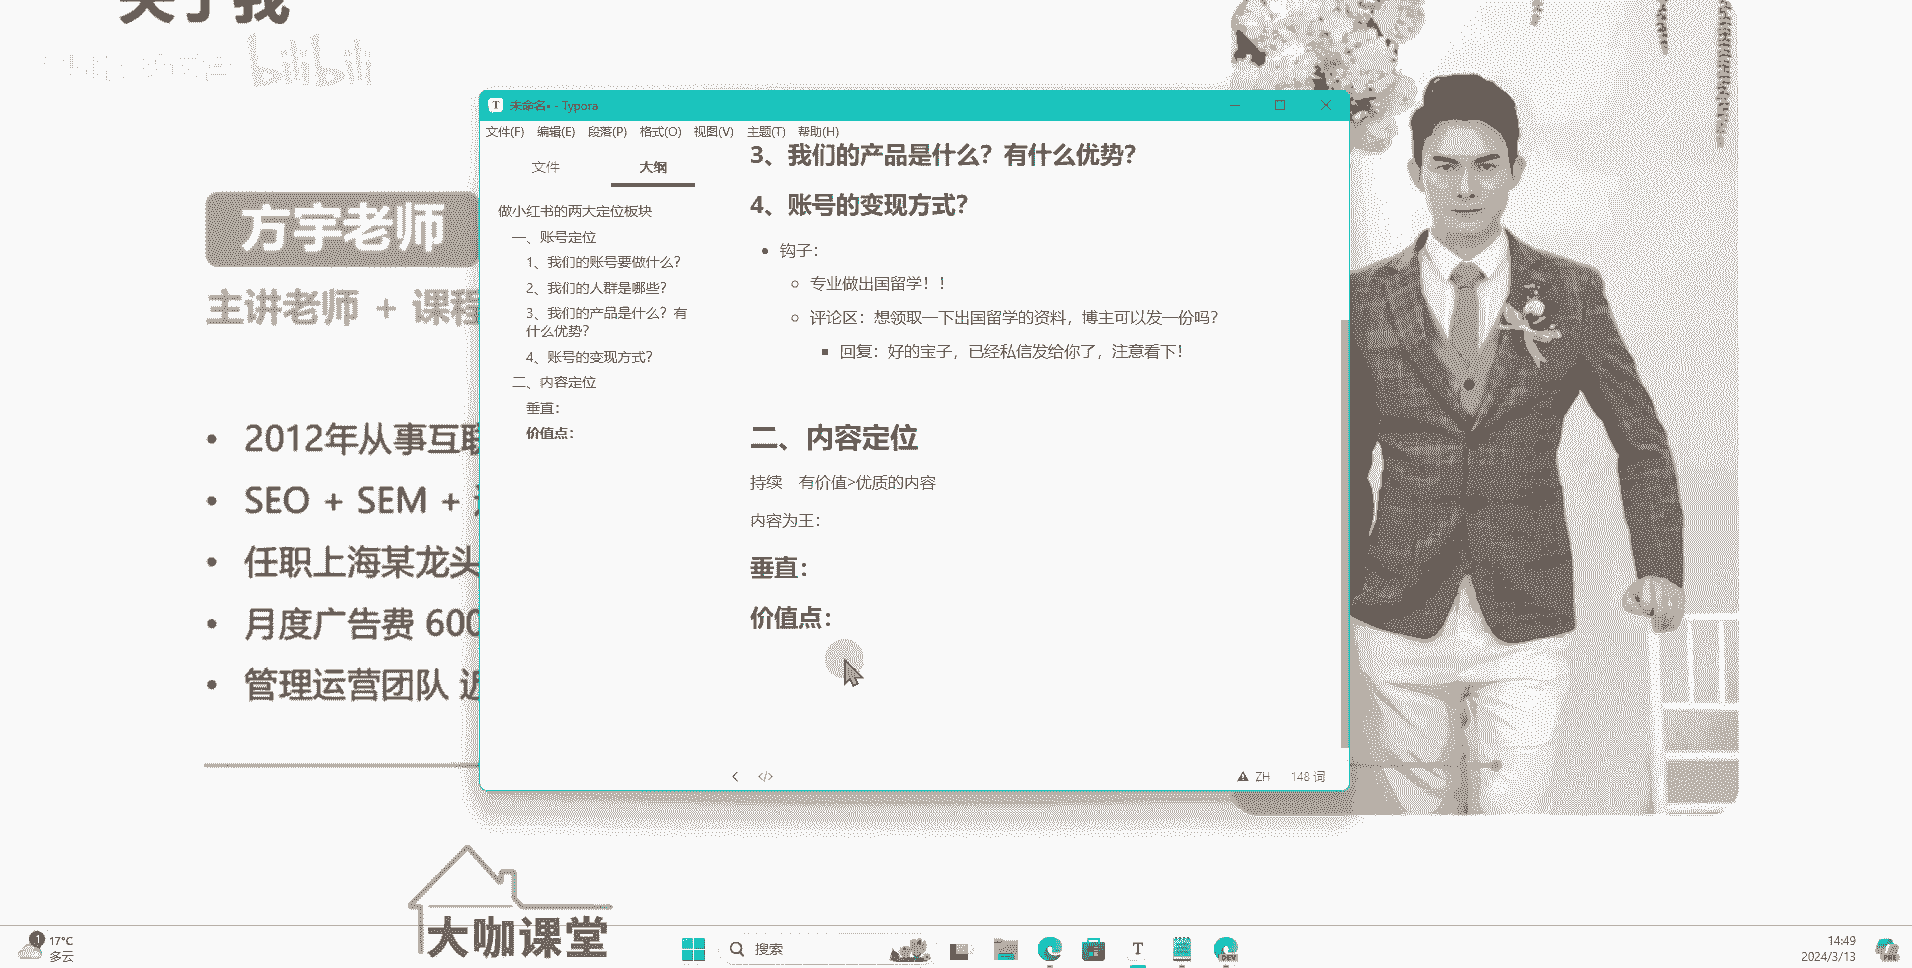 关于我
bilibili
方宇老师
主讲老师 + 课程
2012年从事互联
SEO + SEM +
任职上海某龙头
月度广告费 600
管理运营团队 近
未命名• - Typora
文件(F) 编辑(E) 段落(P) 格式(O) 视图(V) 主题(T) 帮助(H)
文件 大纲
做小红书的两大定位板块
一、账号定位
1、我们的账号要做什么？
2、我们的人群是哪些？
3、我们的产品是什么？有
什么优势？
4、账号的变现方式？
二、内容定位
垂直：
价值点：
3、我们的产品是什么？有什么优势？
4、账号的变现方式？
钩子：
专业做出国留学！！
评论区：想领取一下出国留学的资料，博主可以发一份吗？
回复：好的宝子，已经私信发给你了，注意看下！
二、内容定位
持续 有价值>优质的内容
内容为王：
垂直：
价值点：
</> ZH 148 词
大咖课堂
1 17°C
多云
搜索
T
DEV
14:49
2024/3/13
PRE